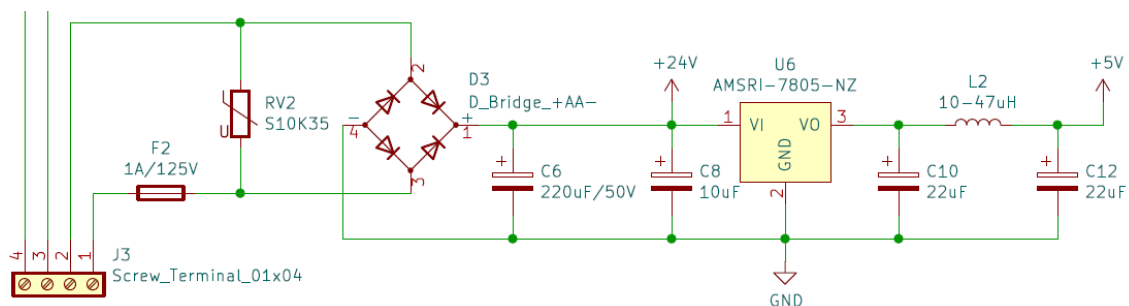 +24V
+5V
U6
AMSRI-7805-NZ
L2
10-47uH
D3
D_Bridge_+AA-
2
-
4
+
1
3
RV2
S10K35
U
F2
1A/125V
1
VI
VO
3
GND
2
+
C6
220uF/50V
+
C8
10uF
+
C10
22uF
+
C12
22uF
4
3
2
1
J3
Screw_Terminal_01x04
GND